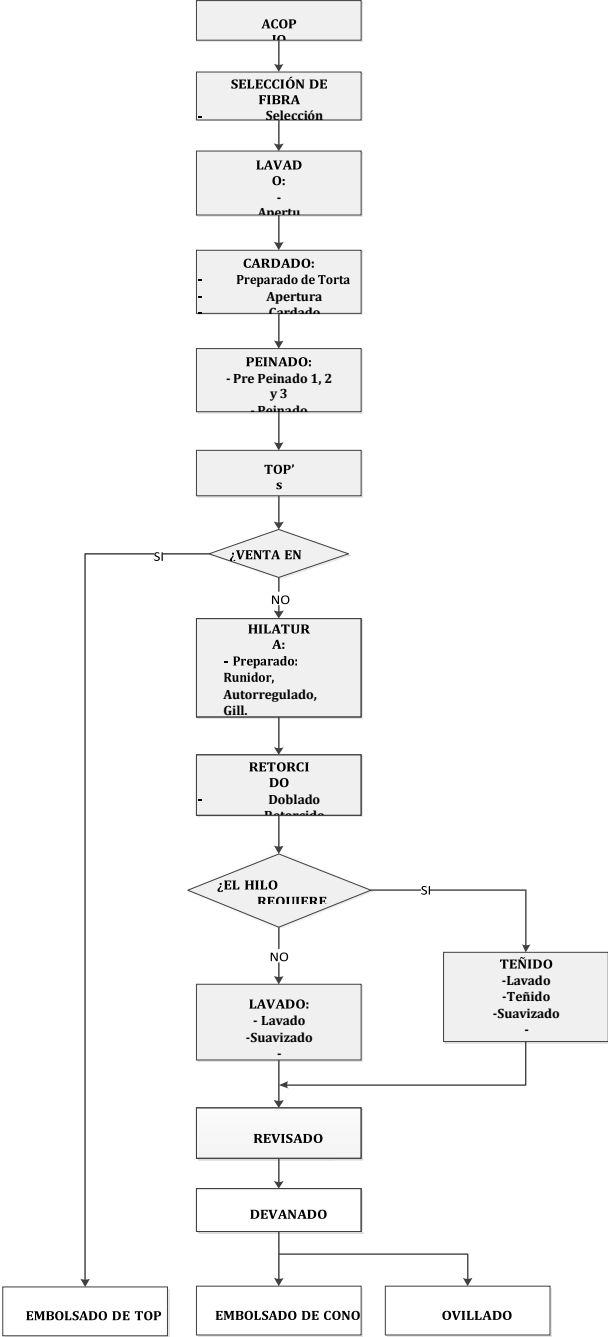 ACOP
IO
SELECCIÓN DE
FIBRA
- Selección
LAVAD
O:
-
Apertu
CARDADO:
- Preparado de Torta
- Apertura
- Cardado
PEINADO:
- Pre Peinado 1, 2
y 3
- Peinado
TOP'
s
¿VENTA EN
SI
NO
HILATUR
A:
- Preparado:
Runidor,
Autorregulado,
Gill.
RETORCI
DO
- Doblado
Retorcido
¿EL HILO
REQUIERE
SI
NO
TEÑIDO
-Lavado
-Teñido
-Suavizado
-
LAVADO:
- Lavado
-Suavizado
-
REVISADO
DEVANADO
EMBOLSADO DE TOP
EMBOLSADO DE CONO
OVILLADO